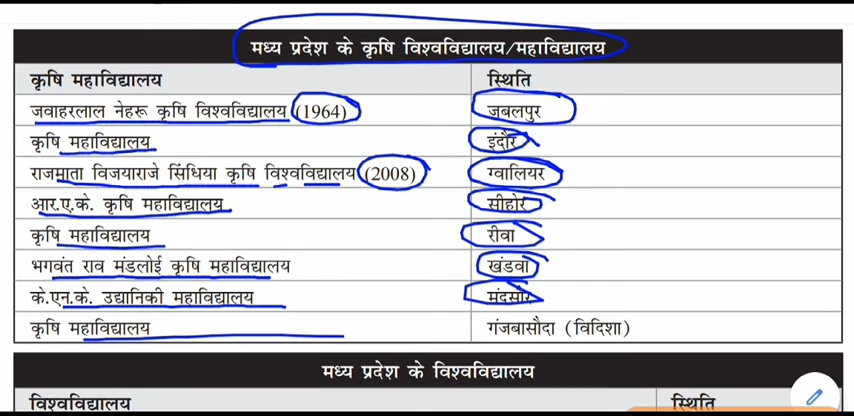 मध्य प्रदेश के कृषि विश्वविद्यालय/महाविद्यालय
कृषि महाविद्यालय स्थिति
जवाहरलाल नेहरू कृषि विश्वविद्यालय (1964) जबलपुर
कृषि महाविद्यालय इंदौर
राजमाता विजयाराजे सिंधिया कृषि विश्वविद्यालय (2008) ग्वालियर
आर.ए.के. कृषि महाविद्यालय सीहोर
कृषि महाविद्यालय रीवा
भगवंत राव मंडलोई कृषि महाविद्यालय खंडवा
के.एन.के. उद्यानिकी महाविद्यालय मंदसौर
कृषि महाविद्यालय गंजबासौदा (विदिशा)
मध्य प्रदेश के विश्वविद्यालय
विश्वविद्यालय स्थिति